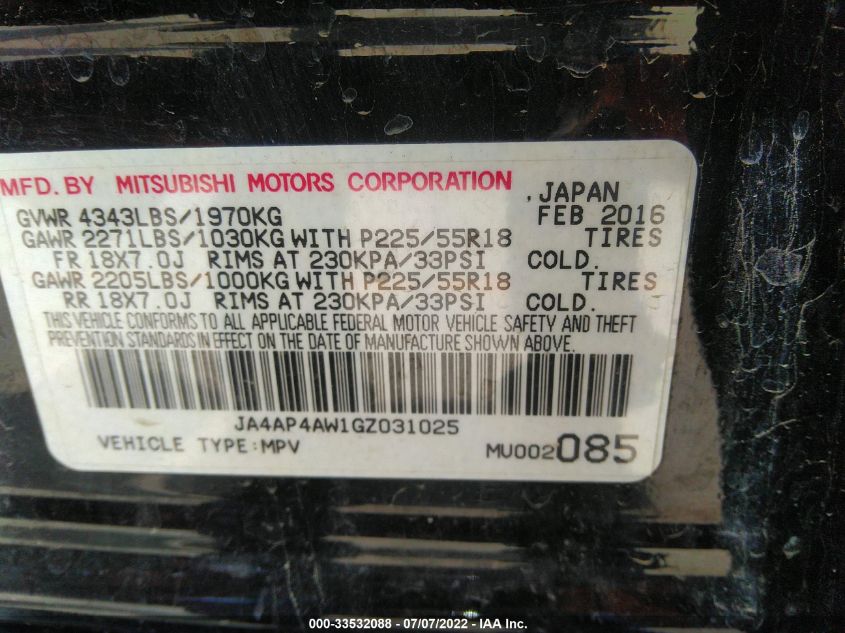 MFD. BY MITSUBISHI MOTORS CORPORATION , JAPAN
GVWR 4343LBS/1970KG FEB 2016
GAWR 2271LBS/1030KG WITH P225/55R18 TIRES
FR 18X7.0J RIMS AT 230KPA/33PSI COLD.
GAWR 2205LBS/1000KG WITH P225/55R18 TIRES
RR 18X7.0J RIMS AT 230KPA/33PSI COLD.
THIS VEHICLE CONFORMS TO ALL APPLICABLE FEDERAL MOTOR VEHICLE SAFETY AND THEFT
PREVENTION STANDARDS IN EFFECT ON THE DATE OF MANUFACTURE SHOWN ABOVE.
JA4AP4AW1GZ031025
VEHICLE TYPE:MPV MU002085
000-33532088 - 07/07/2022 - IAA Inc.